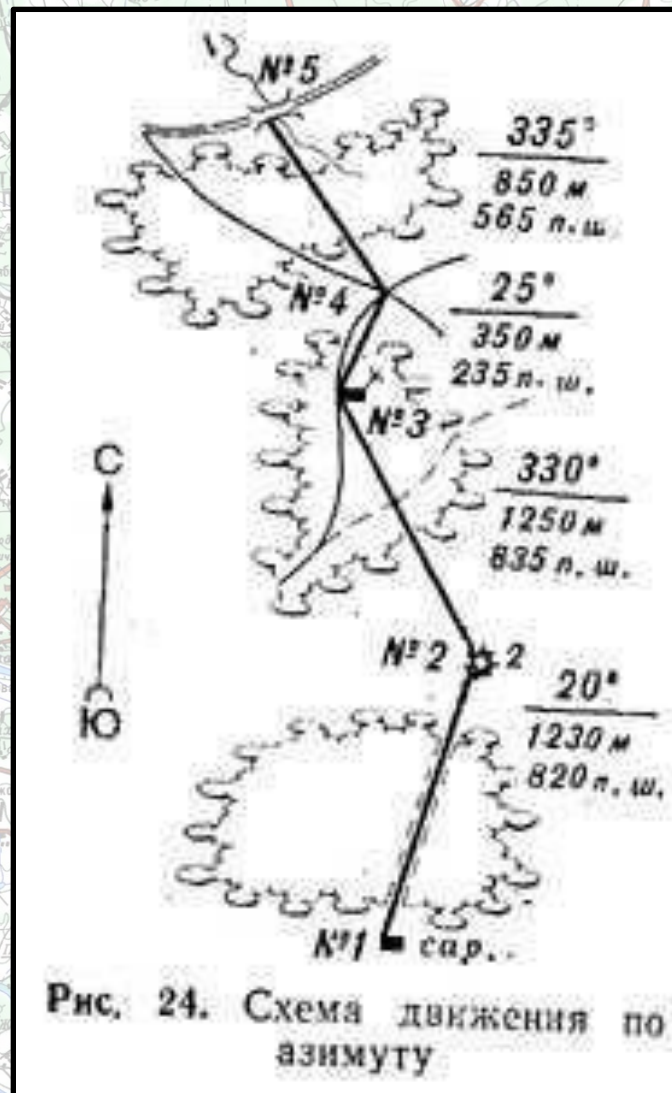 №5
335°
850 м
565 п. ш.
№4
25°
350 м
235 п. ш.
№3
С
330°
1250 м
835 п. ш.
№2
2
Ю
20°
1230 м
820 п. ш.
№1
сар..
Рис. 24. Схема движения по
азимуту